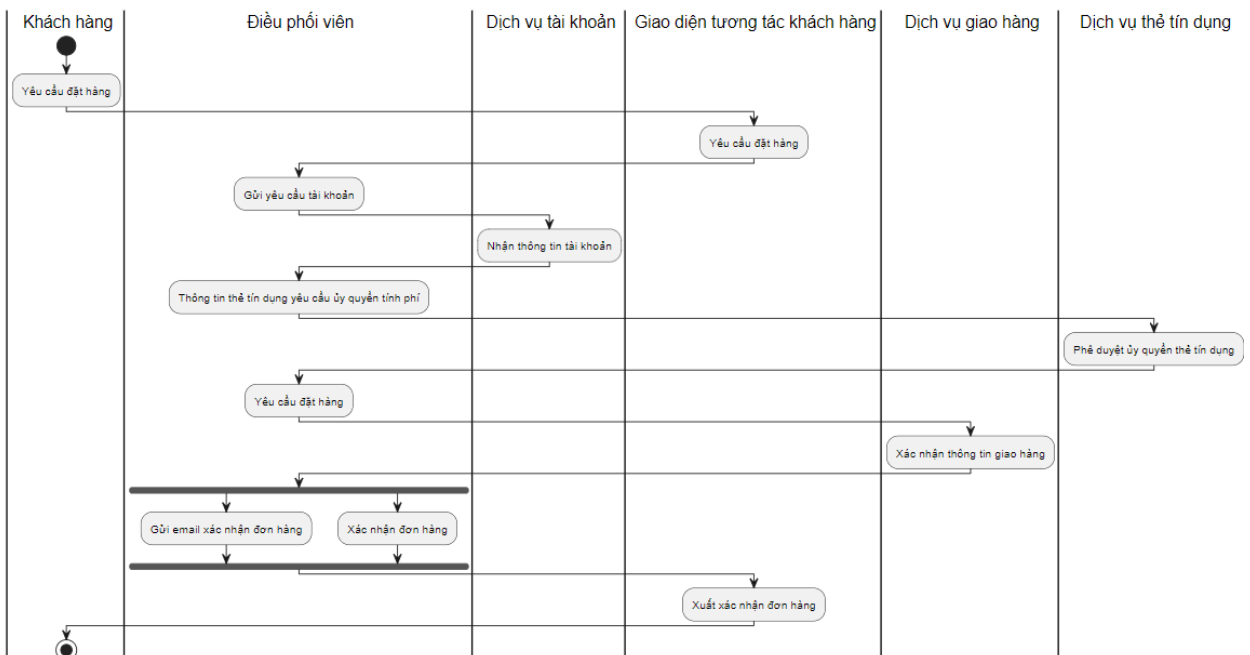 Khách hàng
Điều phối viên
Dịch vụ tài khoản
Giao diện tương tác khách hàng
Dịch vụ giao hàng
Dịch vụ thẻ tín dụng
Yêu cầu đặt hàng
Yêu cầu đặt hàng
Gửi yêu cầu tài khoản
Nhận thông tin tài khoản
Thông tin thẻ tín dụng yêu cầu ủy quyền tính phí
Phê duyệt ủy quyền thẻ tín dụng
Yêu cầu đặt hàng
Xác nhận thông tin giao hàng
Gửi email xác nhận đơn hàng
Xác nhận đơn hàng
Xuất xác nhận đơn hàng